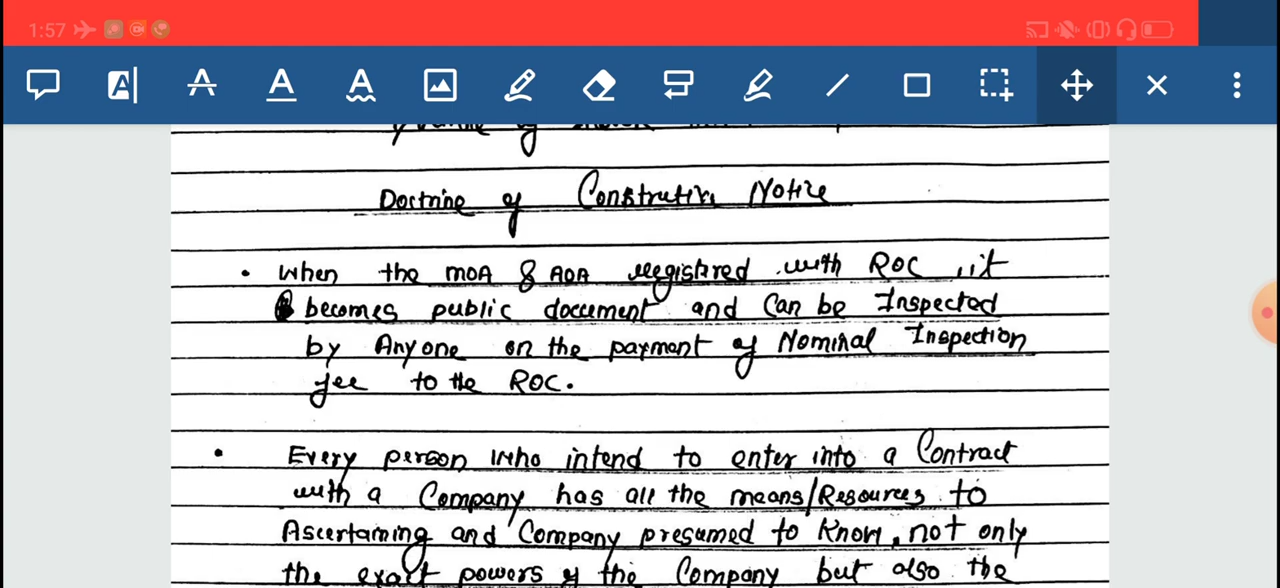 1:57
Doctrine of Constructive Notice
• When the MOA & AOA registered with ROC, it
becomes public document and Can be Inspected
by Anyone on the payment of Nominal Inspection
fee to the ROC.
• Every person who intend to enter into a Contract
with a Company has all the means/Resources to
Ascertaining and Company presumed to Know, not only
the exact powers of the Company but also the